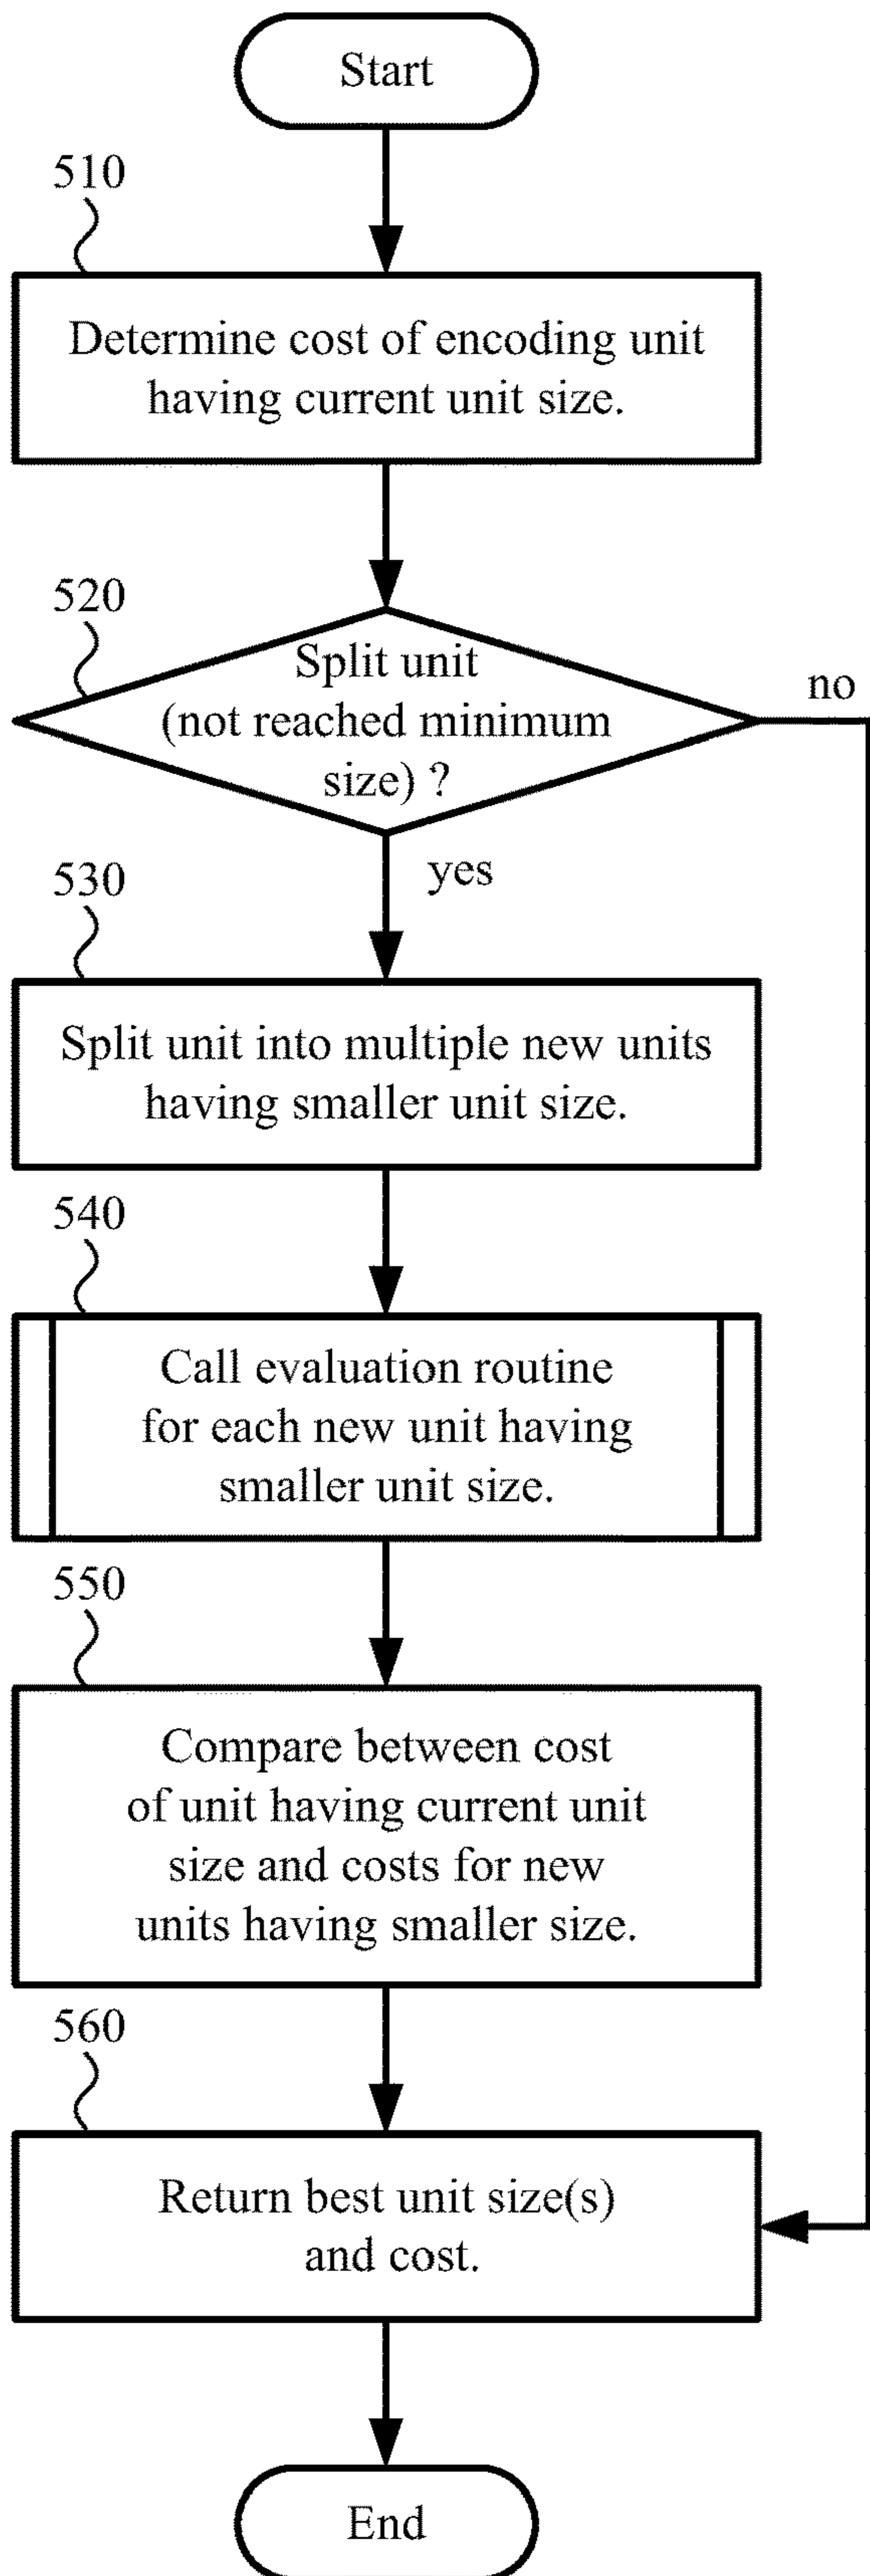 Start
510
Determine cost of encoding unit
having current unit size.
520
Split unit
(not reached minimum
size) ?
no
yes
530
Split unit into multiple new units
having smaller unit size.
540
Call evaluation routine
for each new unit having
smaller unit size.
550
Compare between cost
of unit having current unit
size and costs for new
units having smaller size.
560
Return best unit size(s)
and cost.
End